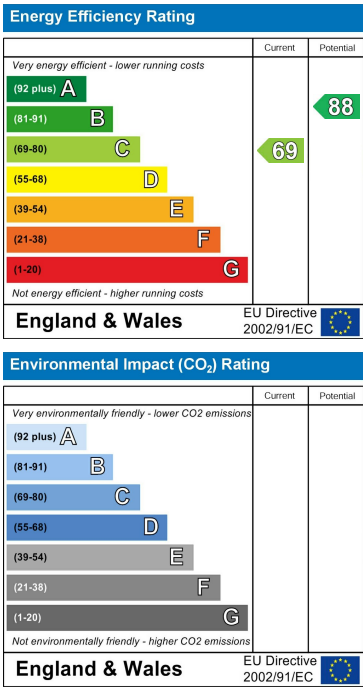 Energy Efficiency Rating
Current Potential
Very energy efficient - lower running costs
(92 plus) A
(81-91) B
(69-80) C
(55-68) D
(39-54) E
(21-38) F
(1-20) G
88
69
Not energy efficient - higher running costs
England & Wales
EU Directive
2002/91/EC
Environmental Impact (CO₂) Rating
Current Potential
Very environmentally friendly - lower CO2 emissions
(92 plus) A
(81-91) B
(69-80) C
(55-68) D
(39-54) E
(21-38) F
(1-20) G
Not environmentally friendly - higher CO2 emissions
England & Wales
EU Directive
2002/91/EC